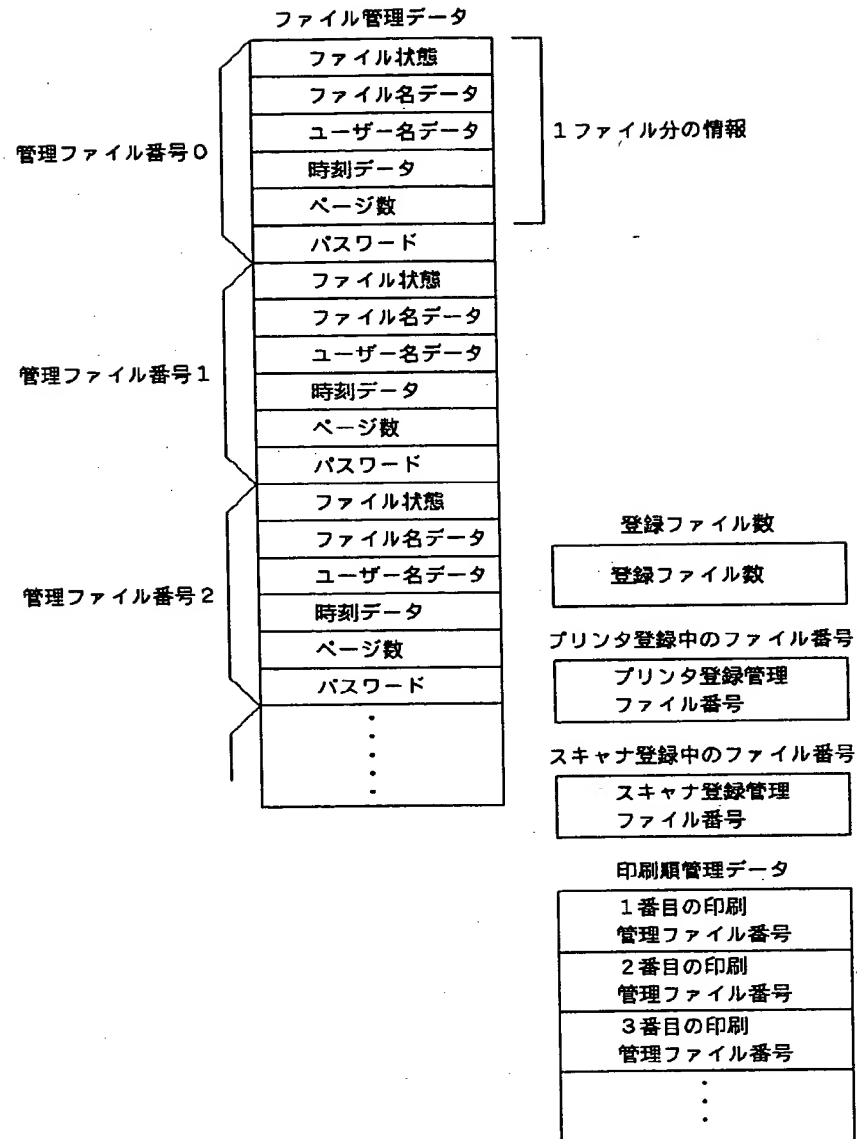 ファイル管理データ
ファイル状態
ファイル名データ
ユーザー名データ
時刻データ
ページ数
パスワード
管理ファイル番号0
1ファイル分の情報
ファイル状態
ファイル名データ
ユーザー名データ
時刻データ
ページ数
パスワード
管理ファイル番号1
ファイル状態
ファイル名データ
ユーザー名データ
時刻データ
ページ数
パスワード
管理ファイル番号2
登録ファイル数
登録ファイル数
プリンタ登録中のファイル番号
プリンタ登録管理
ファイル番号
スキャナ登録中のファイル番号
スキャナ登録管理
ファイル番号
印刷順管理データ
1番目の印刷
管理ファイル番号
2番目の印刷
管理ファイル番号
3番目の印刷
管理ファイル番号